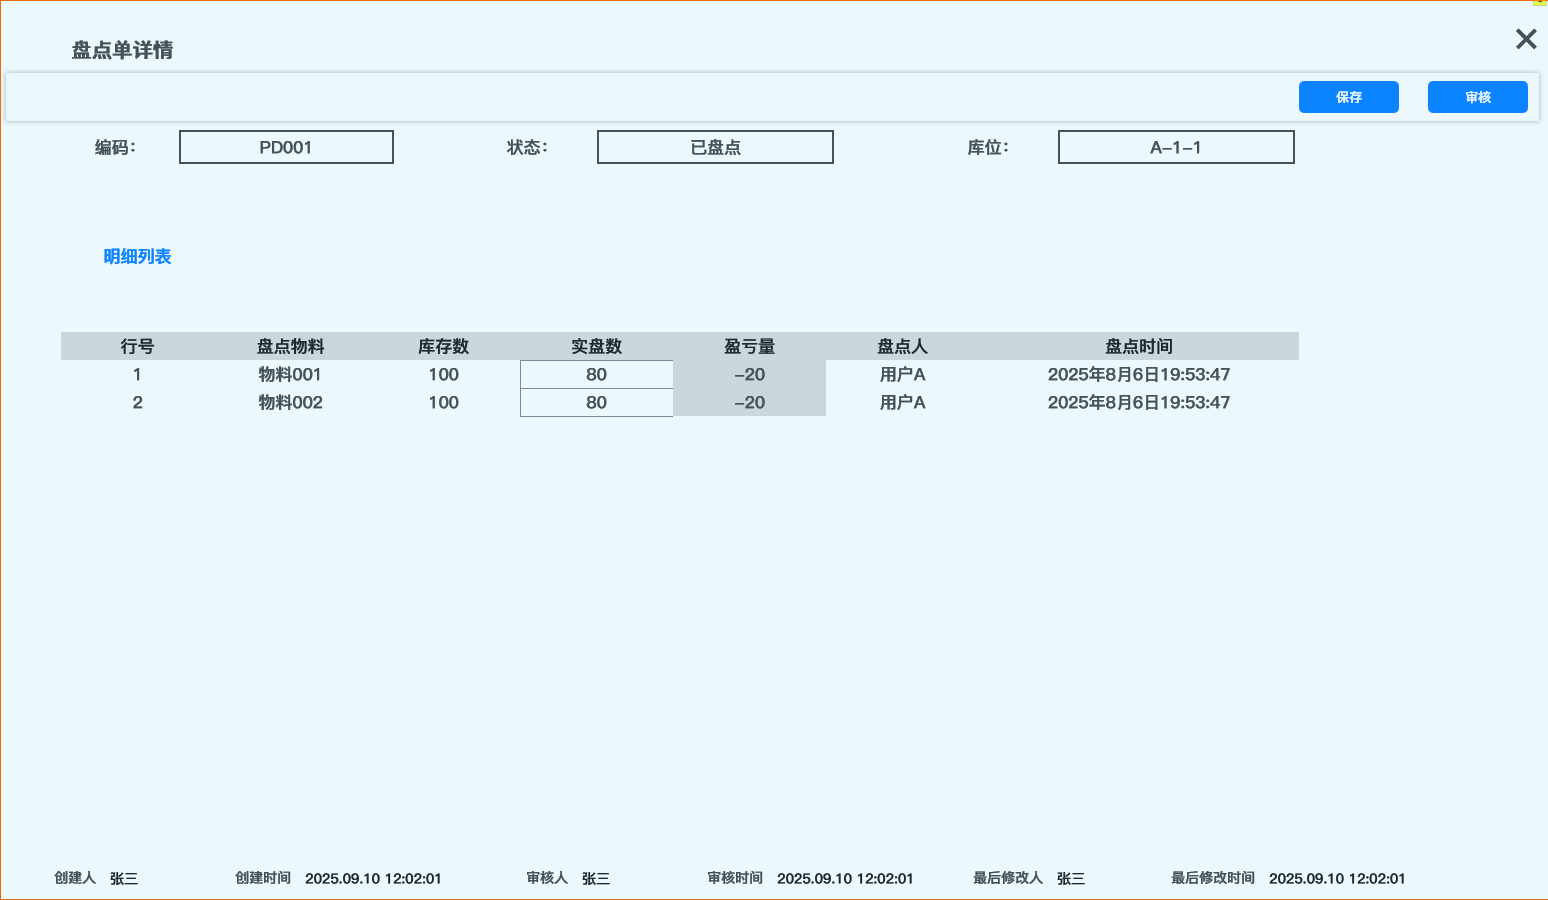 盘点单详情
保存 审核
编码： PD001 状态： 已盘点 库位： A-1-1
明细列表
行号 盘点物料 库存数 实盘数 盈亏量 盘点人 盘点时间
1 物料001 100 80 -20 用户A 2025年8月6日19:53:47
2 物料002 100 80 -20 用户A 2025年8月6日19:53:47
创建人 张三 创建时间 2025.09.10 12:02:01 审核人 张三 审核时间 2025.09.10 12:02:01 最后修改人 张三 最后修改时间 2025.09.10 12:02:01